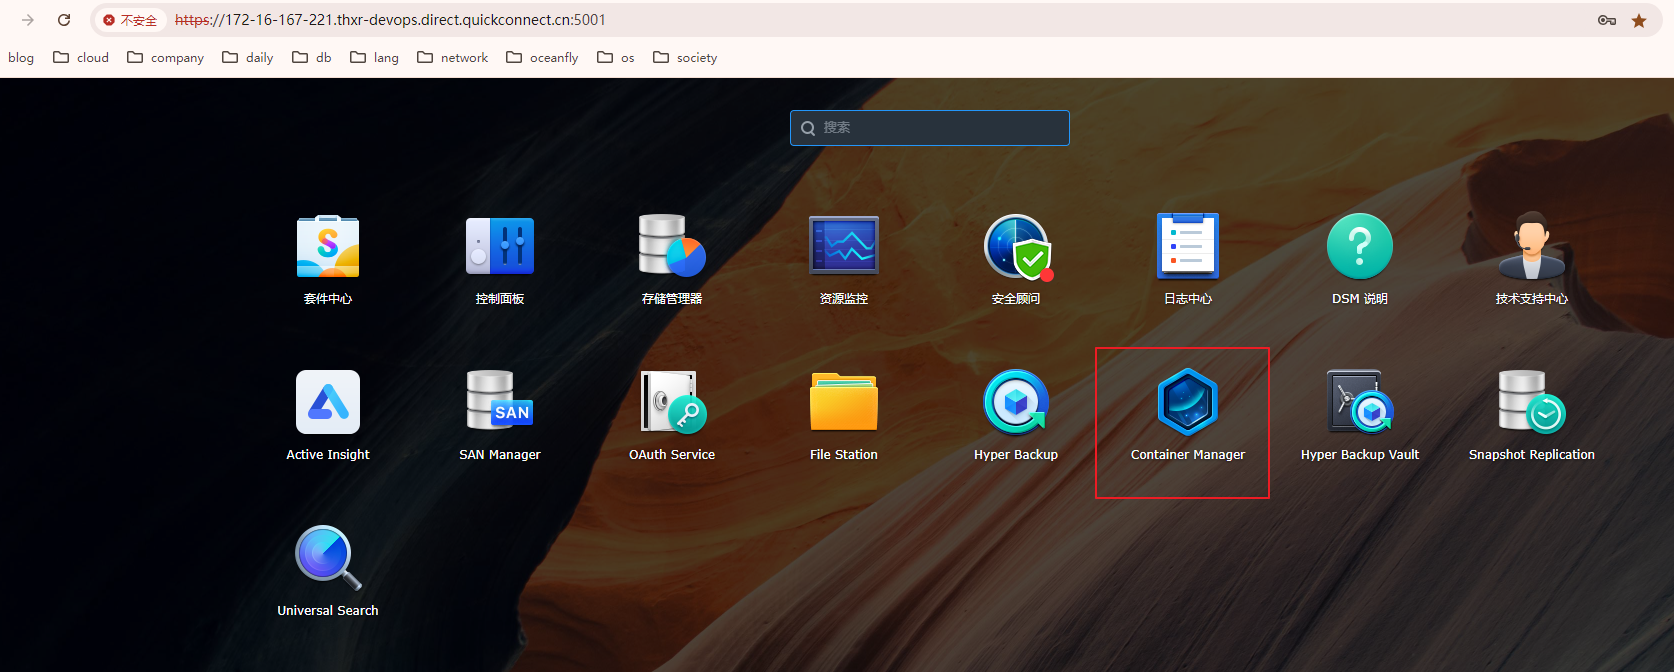 不安全 https://172-16-167-221.thxr-devops.direct.quickconnect.cn:5001
blog cloud company daily db lang network oceanfly os society
搜索
套件中心 控制面板 存储管理器 资源监控 安全顾问 日志中心 DSM 说明 技术支持中心
SAN
Active Insight SAN Manager OAuth Service File Station Hyper Backup Container Manager Hyper Backup Vault Snapshot Replication
Universal Search